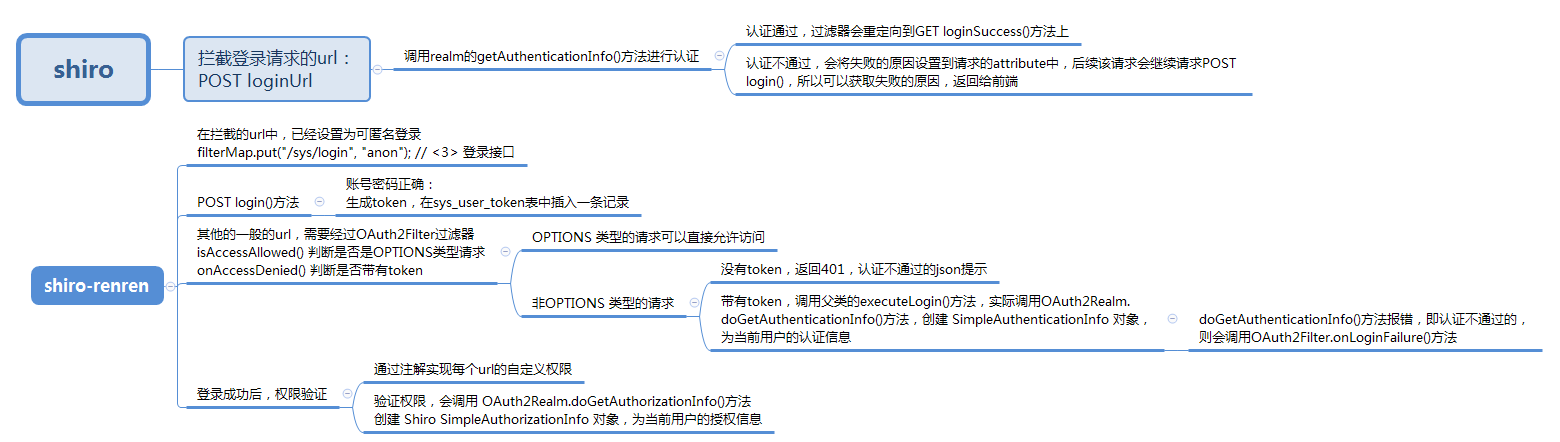 shiro
拦截登录请求的url：
POST loginUrl
调用realm的getAuthenticationInfo()方法进行认证
认证通过，过滤器会重定向到GET loginSuccess()方法上
认证不通过，会将失败的原因设置到请求的attribute中，后续该请求会继续请求POST
login()，所以可以获取失败的原因，返回给前端
shiro-renren
在拦截的url中，已经设置为可匿名登录
filterMap.put("/sys/login", "anon"); // <3> 登录接口
POST login()方法
账号密码正确：
生成token，在sys_user_token表中插入一条记录
其他的一般的url，需要经过OAuth2Filter过滤器
isAccessAllowed() 判断是否是OPTIONS类型请求
onAccessDenied() 判断是否带有token
OPTIONS 类型的请求可以直接允许访问
非OPTIONS 类型的请求
没有token，返回401，认证不通过的json提示
带有token，调用父类的executeLogin()方法，实际调用OAuth2Realm.
doGetAuthenticationInfo()方法，创建 SimpleAuthenticationInfo 对象，
为当前用户的认证信息
doGetAuthenticationInfo()方法报错，即认证不通过的，
则会调用OAuth2Filter.onLoginFailure()方法
登录成功后，权限验证
通过注解实现每个url的自定义权限
验证权限，会调用 OAuth2Realm.doGetAuthorizationInfo()方法
创建 Shiro SimpleAuthorizationInfo 对象，为当前用户的授权信息